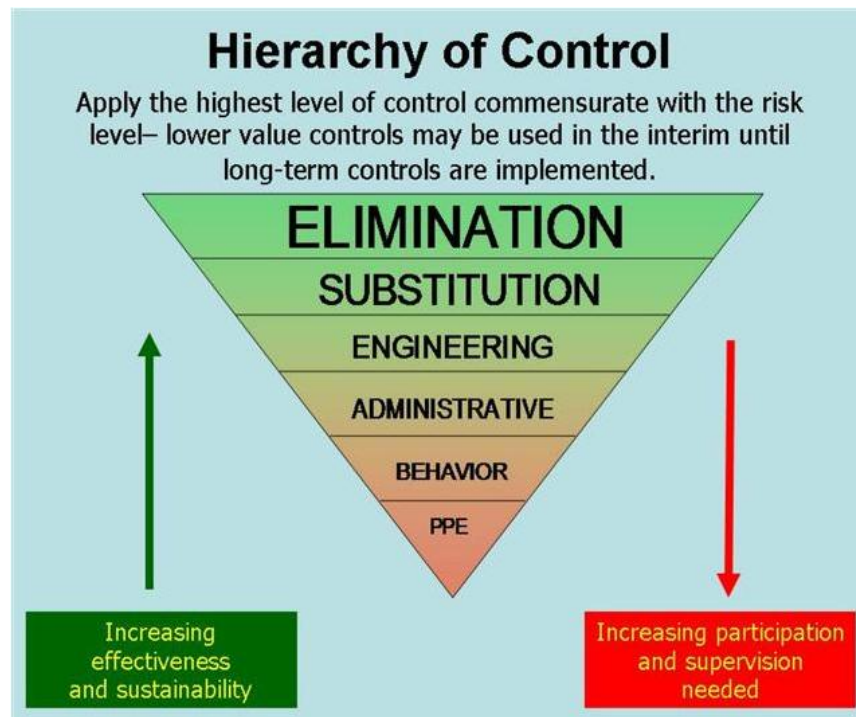 Hierarchy of Control
Apply the highest level of control commensurate with the risk
level– lower value controls may be used in the interim until
long-term controls are implemented.
ELIMINATION
SUBSTITUTION
ENGINEERING
ADMINISTRATIVE
BEHAVIOR
PPE
Increasing
effectiveness
and sustainability
Increasing participation
and supervision
needed